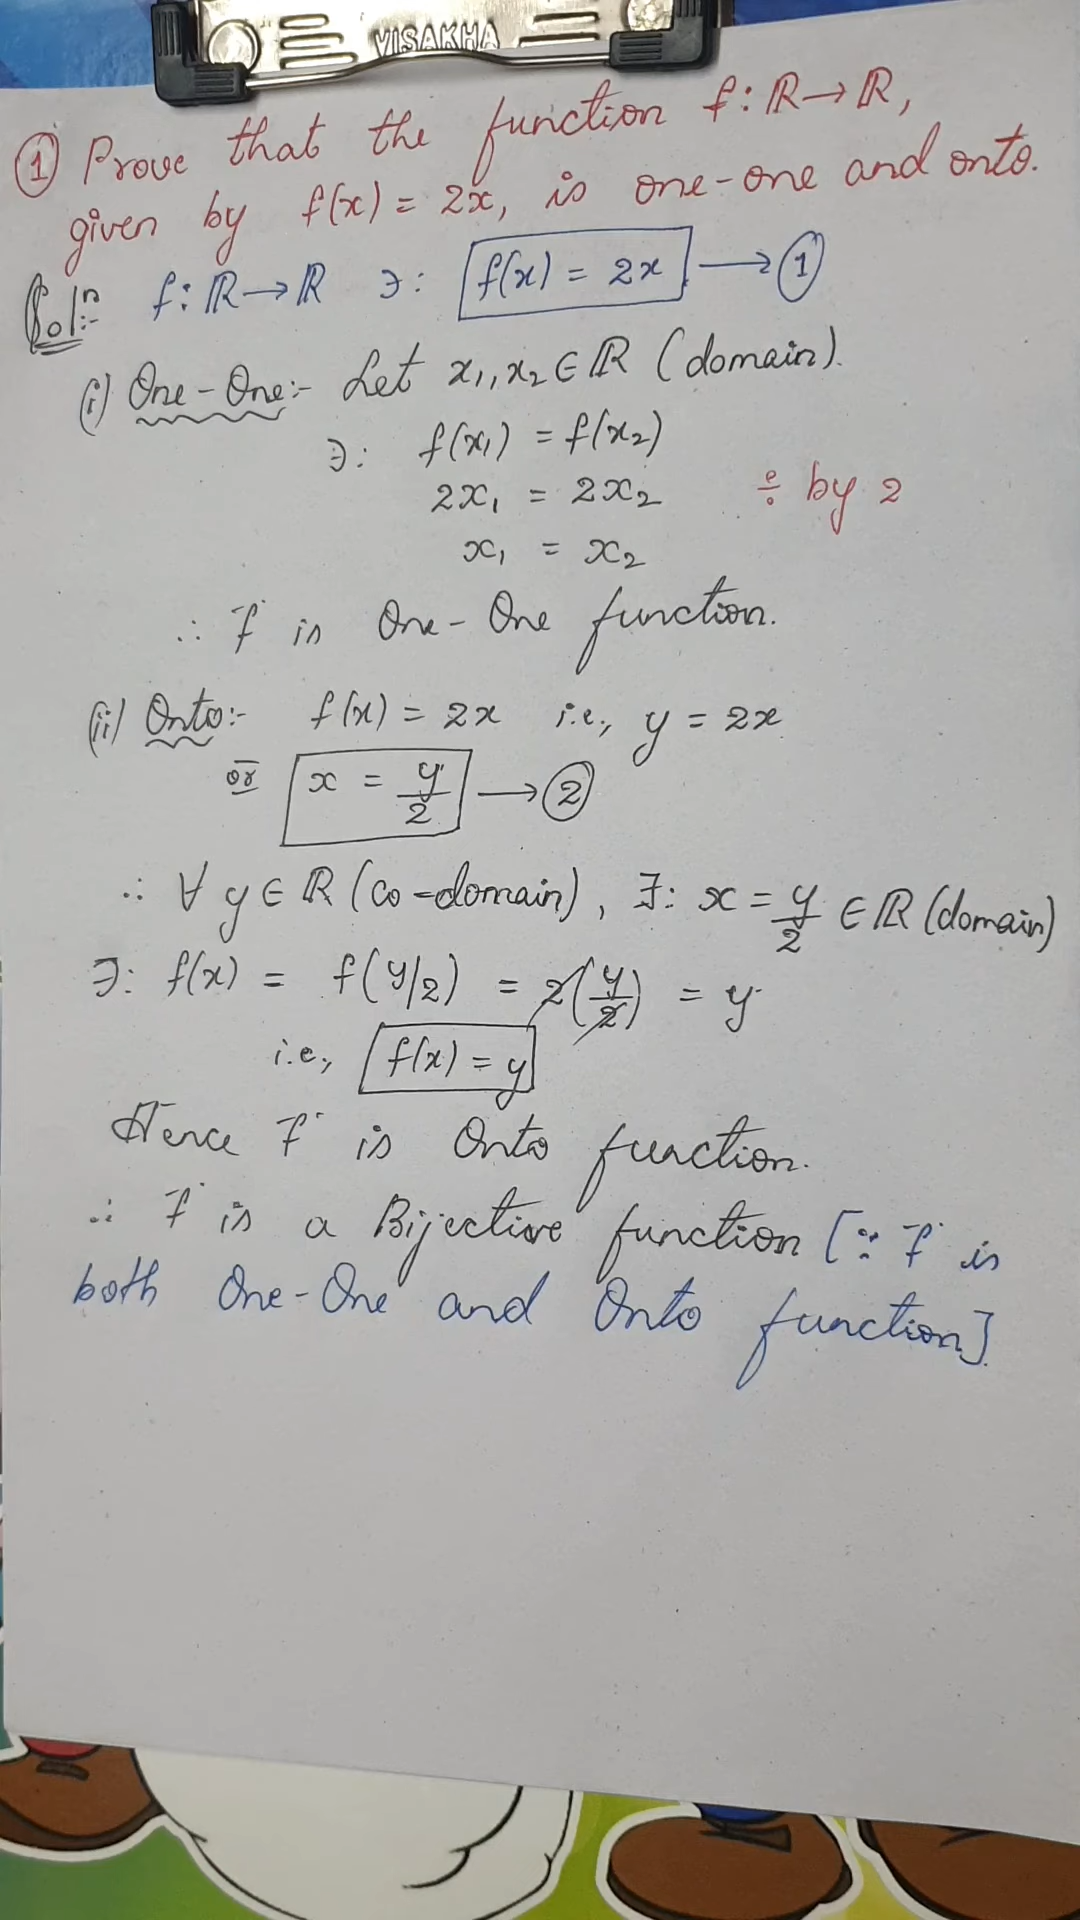 VISAKHA
① Prove that the function f: ℝ→ℝ,
given by f(x) = 2x, is one-one and onto.
Solⁿ:- f: ℝ→ℝ ∋: f(x) = 2x → ①
(i) One-One:- Let x₁, x₂ ∈ ℝ (domain).
∋: f(x₁) = f(x₂)
2x₁ = 2x₂ ÷ by 2
x₁ = x₂
∴ 'f' is One-One function.
(ii) Onto:- f(x) = 2x i.e., y = 2x
or x = y/2 → ②
∴ ∀ y ∈ ℝ (co-domain), ∃: x = y/2 ∈ ℝ (domain)
∋: f(x) = f(y/2) = 2(y/2) = y
i.e., f(x) = y
Hence 'f' is Onto function.
∴ 'f' is a Bijective function [∵ 'f' is
both One-One and Onto function].